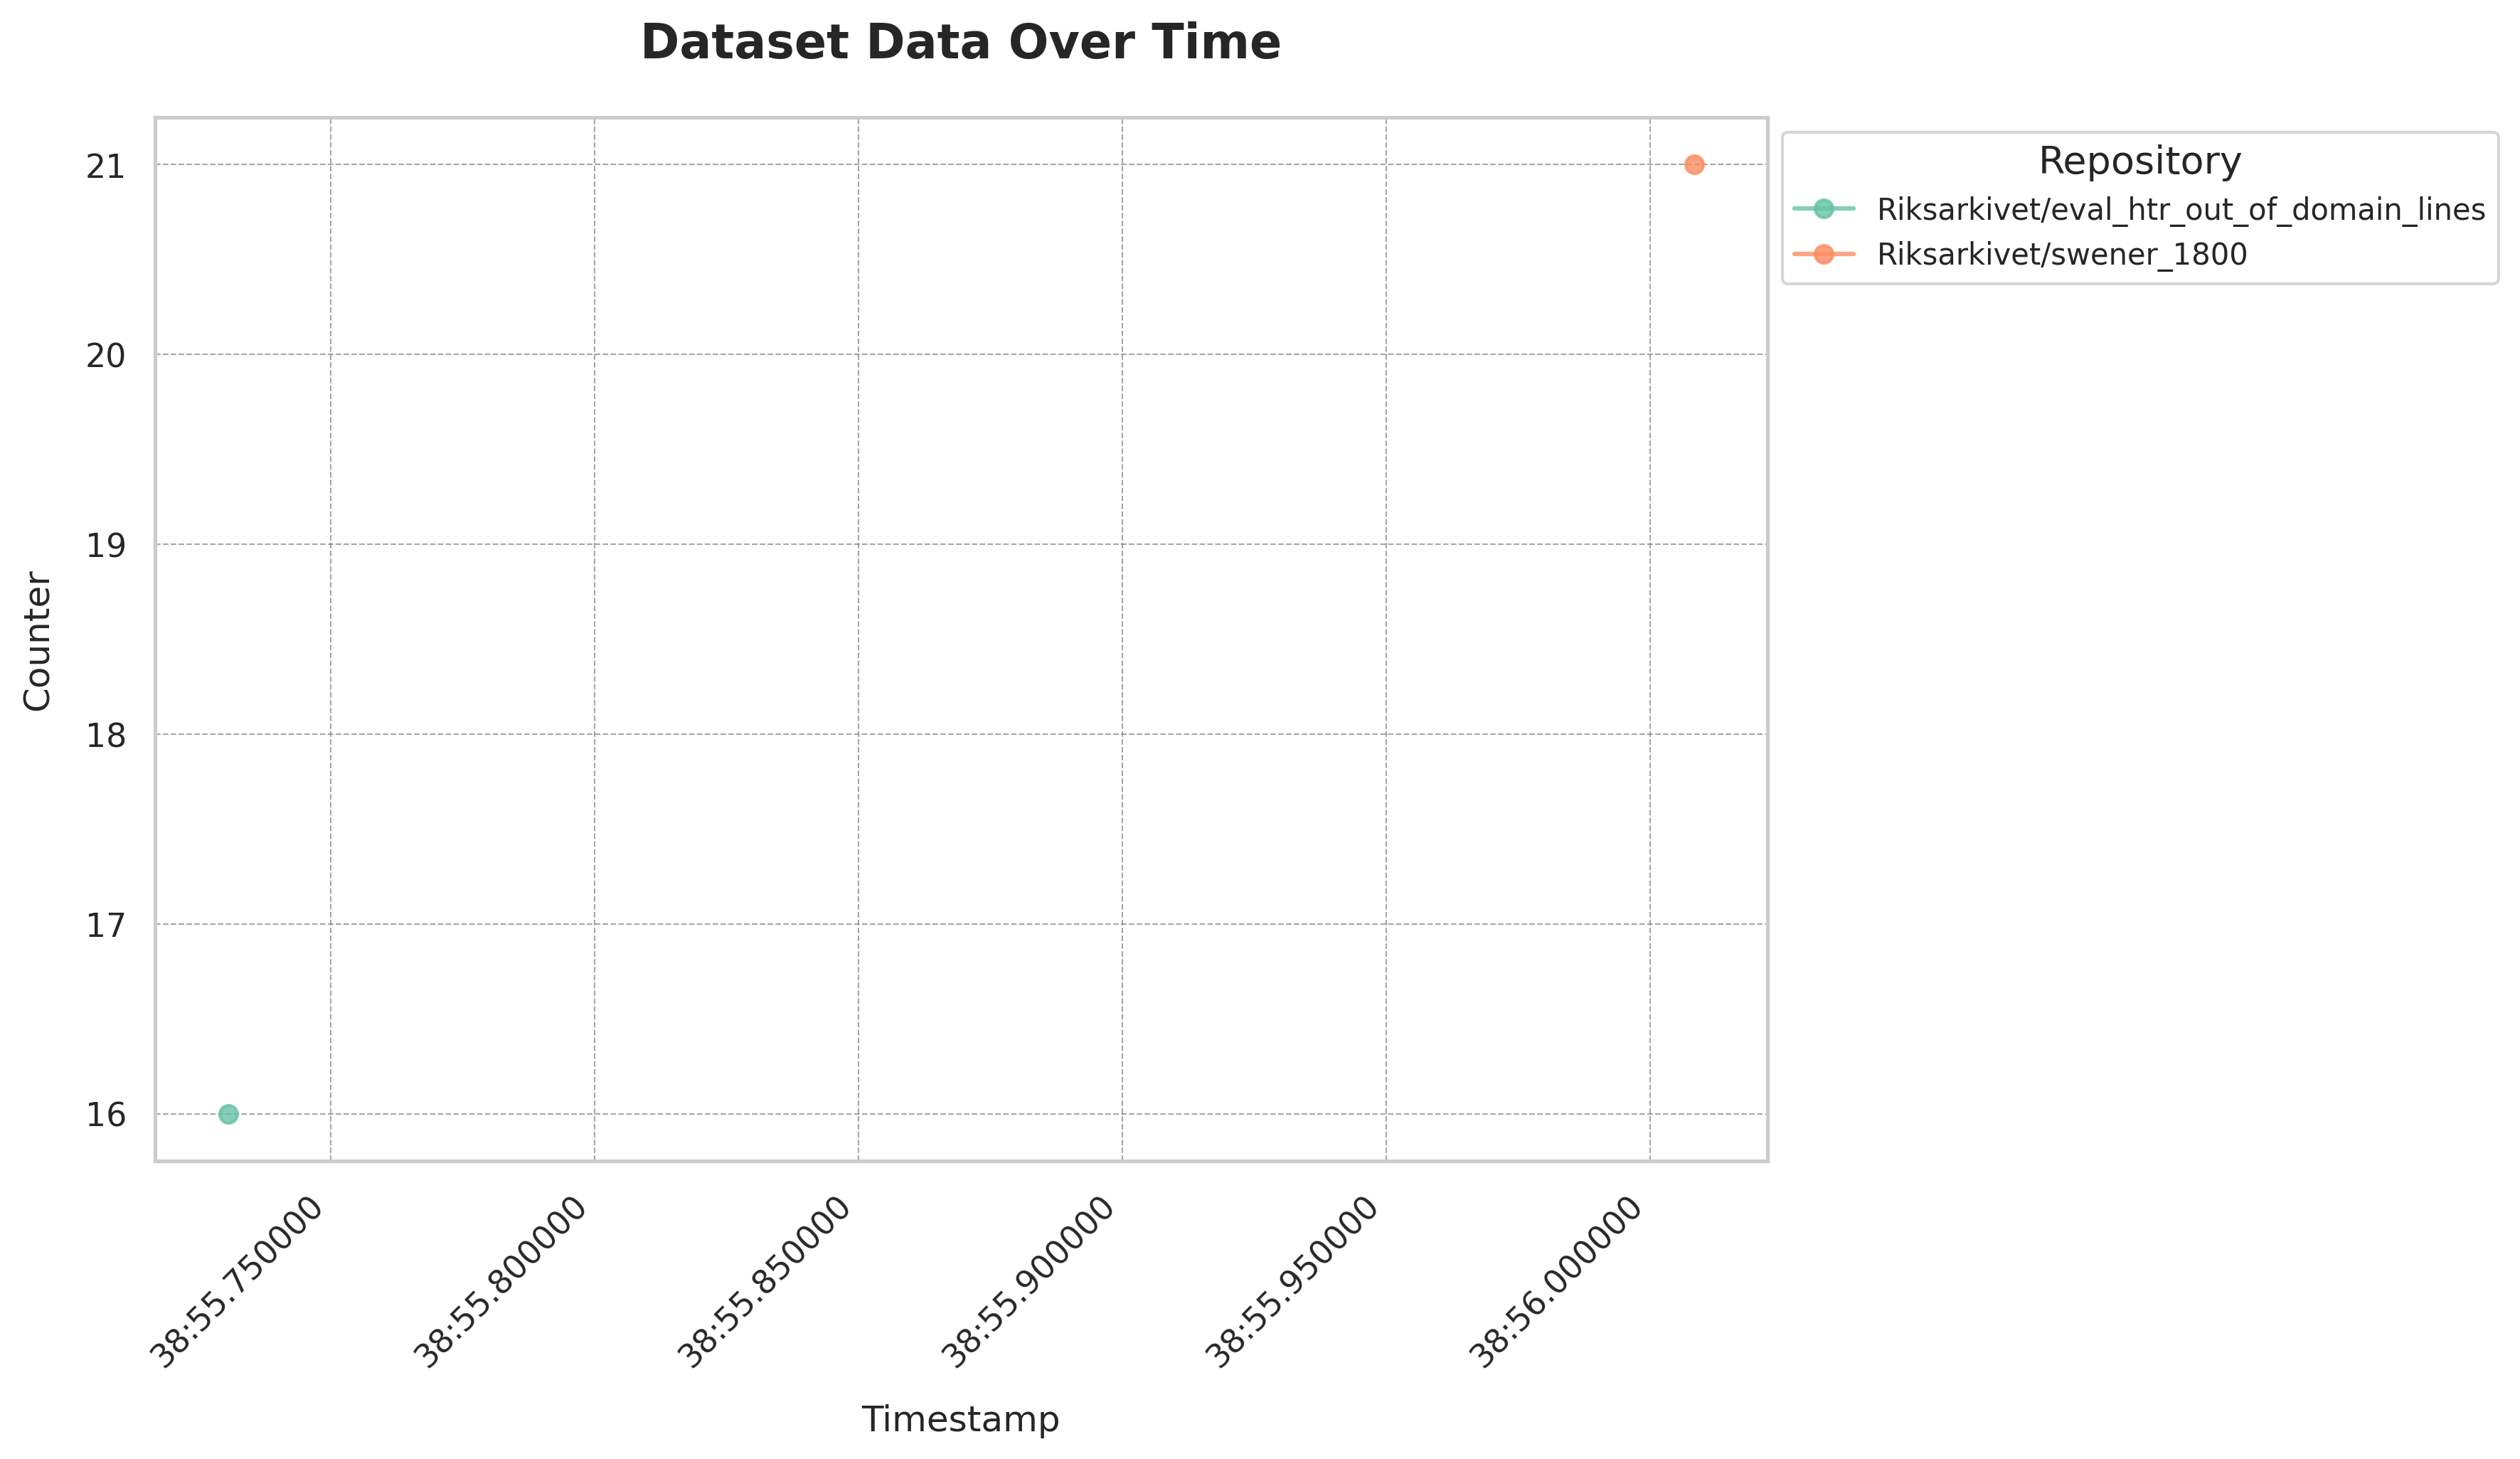 Dataset Data Over Time
21
20
19
18
17
16
Counter
38:55.750000
38:55.800000
38:55.850000
38:55.900000
38:55.950000
38:56.000000
Timestamp
Repository
Riksarkivet/eval_htr_out_of_domain_lines
Riksarkivet/swener_1800